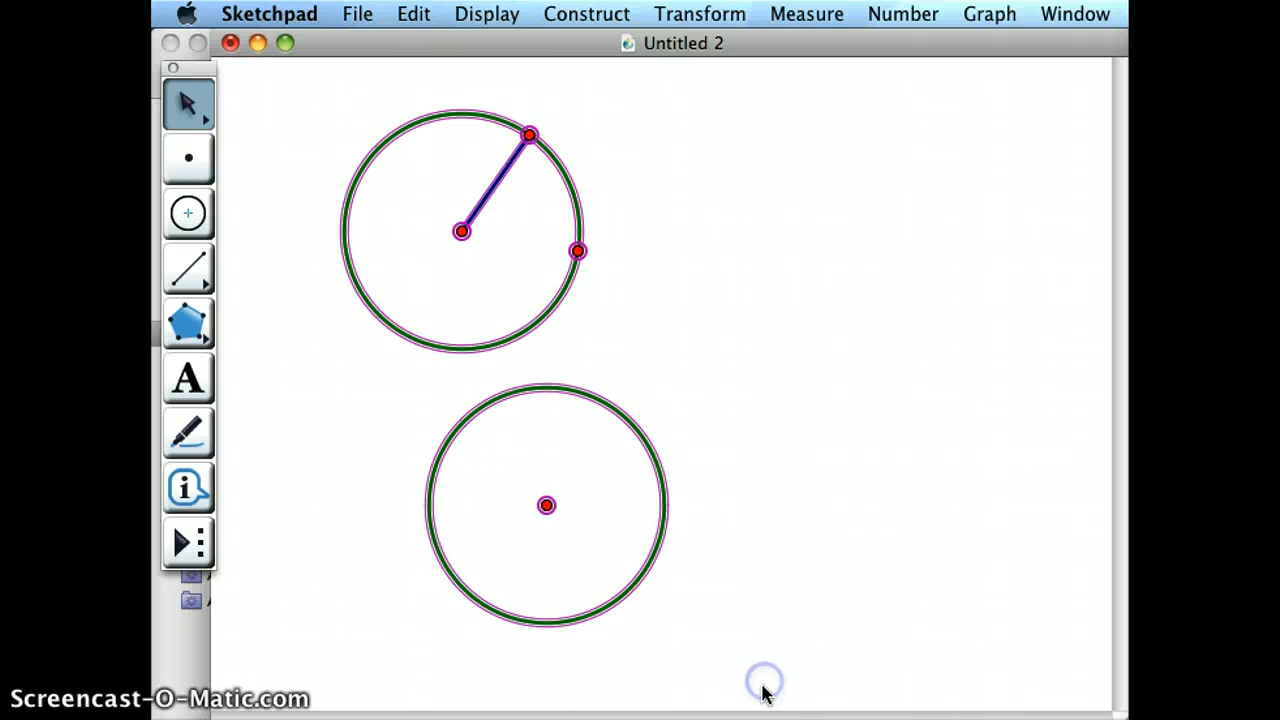 Sketchpad File Edit Display Construct Transform Measure Number Graph Window
Untitled 2
A
i
Screencast-O-Matic.com